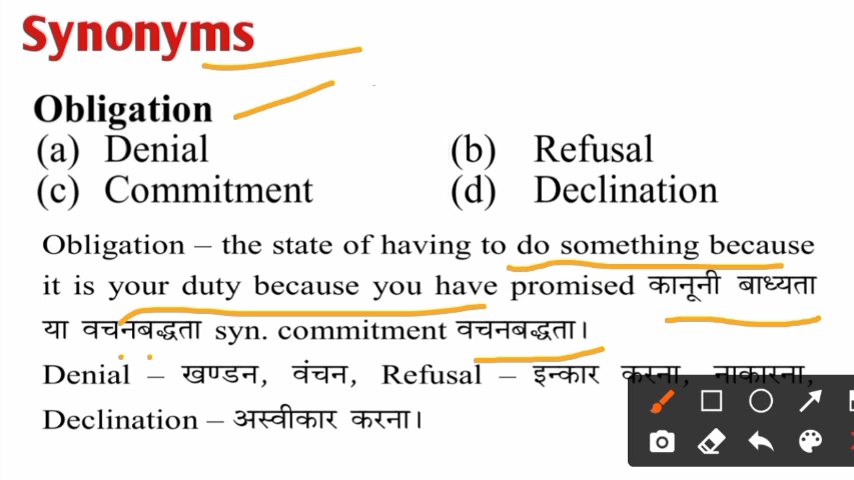 Synonyms
Obligation
(a) Denial (b) Refusal
(c) Commitment (d) Declination
Obligation – the state of having to do something because
it is your duty because you have promised कानूनी बाध्यता
या वचनबद्धता syn. commitment वचनबद्धता।
Denial – खण्डन, वंचन, Refusal – इन्कार करना, नाकारना,
Declination – अस्वीकार करना।